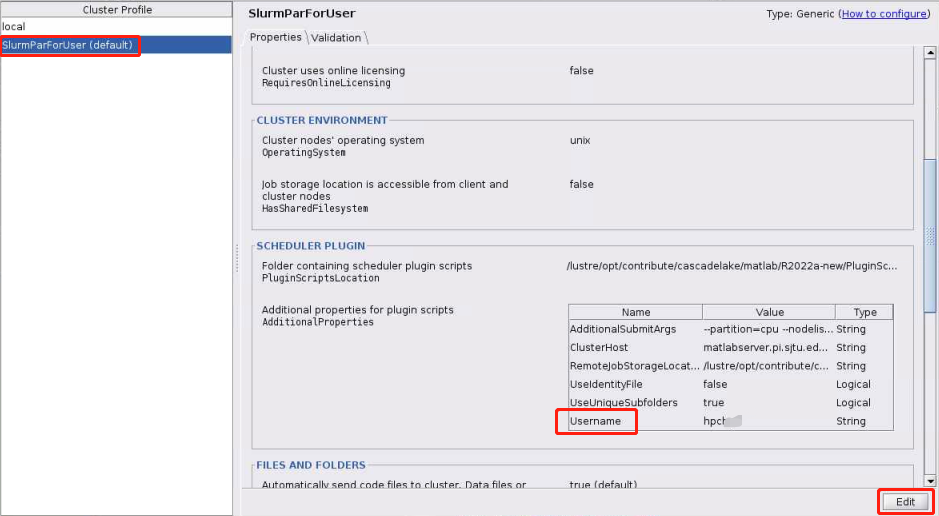 Cluster Profile
local
SlurmParForUser (default)
SlurmParForUser
Type: Generic (How to configure)
Properties
Validation
Cluster uses online licensing
false
RequiresOnlineLicensing
CLUSTER ENVIRONMENT
Cluster nodes' operating system
unix
OperatingSystem
Job storage location is accessible from client and
false
cluster nodes
HasSharedFilesystem
SCHEDULER PLUGIN
Folder containing scheduler plugin scripts
/lustre/opt/contribute/cascadelake/matlab/R2022a-new/PluginSc...
PluginScriptsLocation
Additional properties for plugin scripts
AdditionalProperties
Name Value Type
AdditionalSubmitArgs --partition=cpu --nodelis... String
ClusterHost matlabserver.pi.sjtu.ed... String
RemoteJobStorageLocat... /lustre/opt/contribute/c... String
UseIdentityFile false Logical
UseUniqueSubfolders true Logical
Username String
FILES AND FOLDERS
Automatically send code files to cluster. Data files or
true (default)
Edit